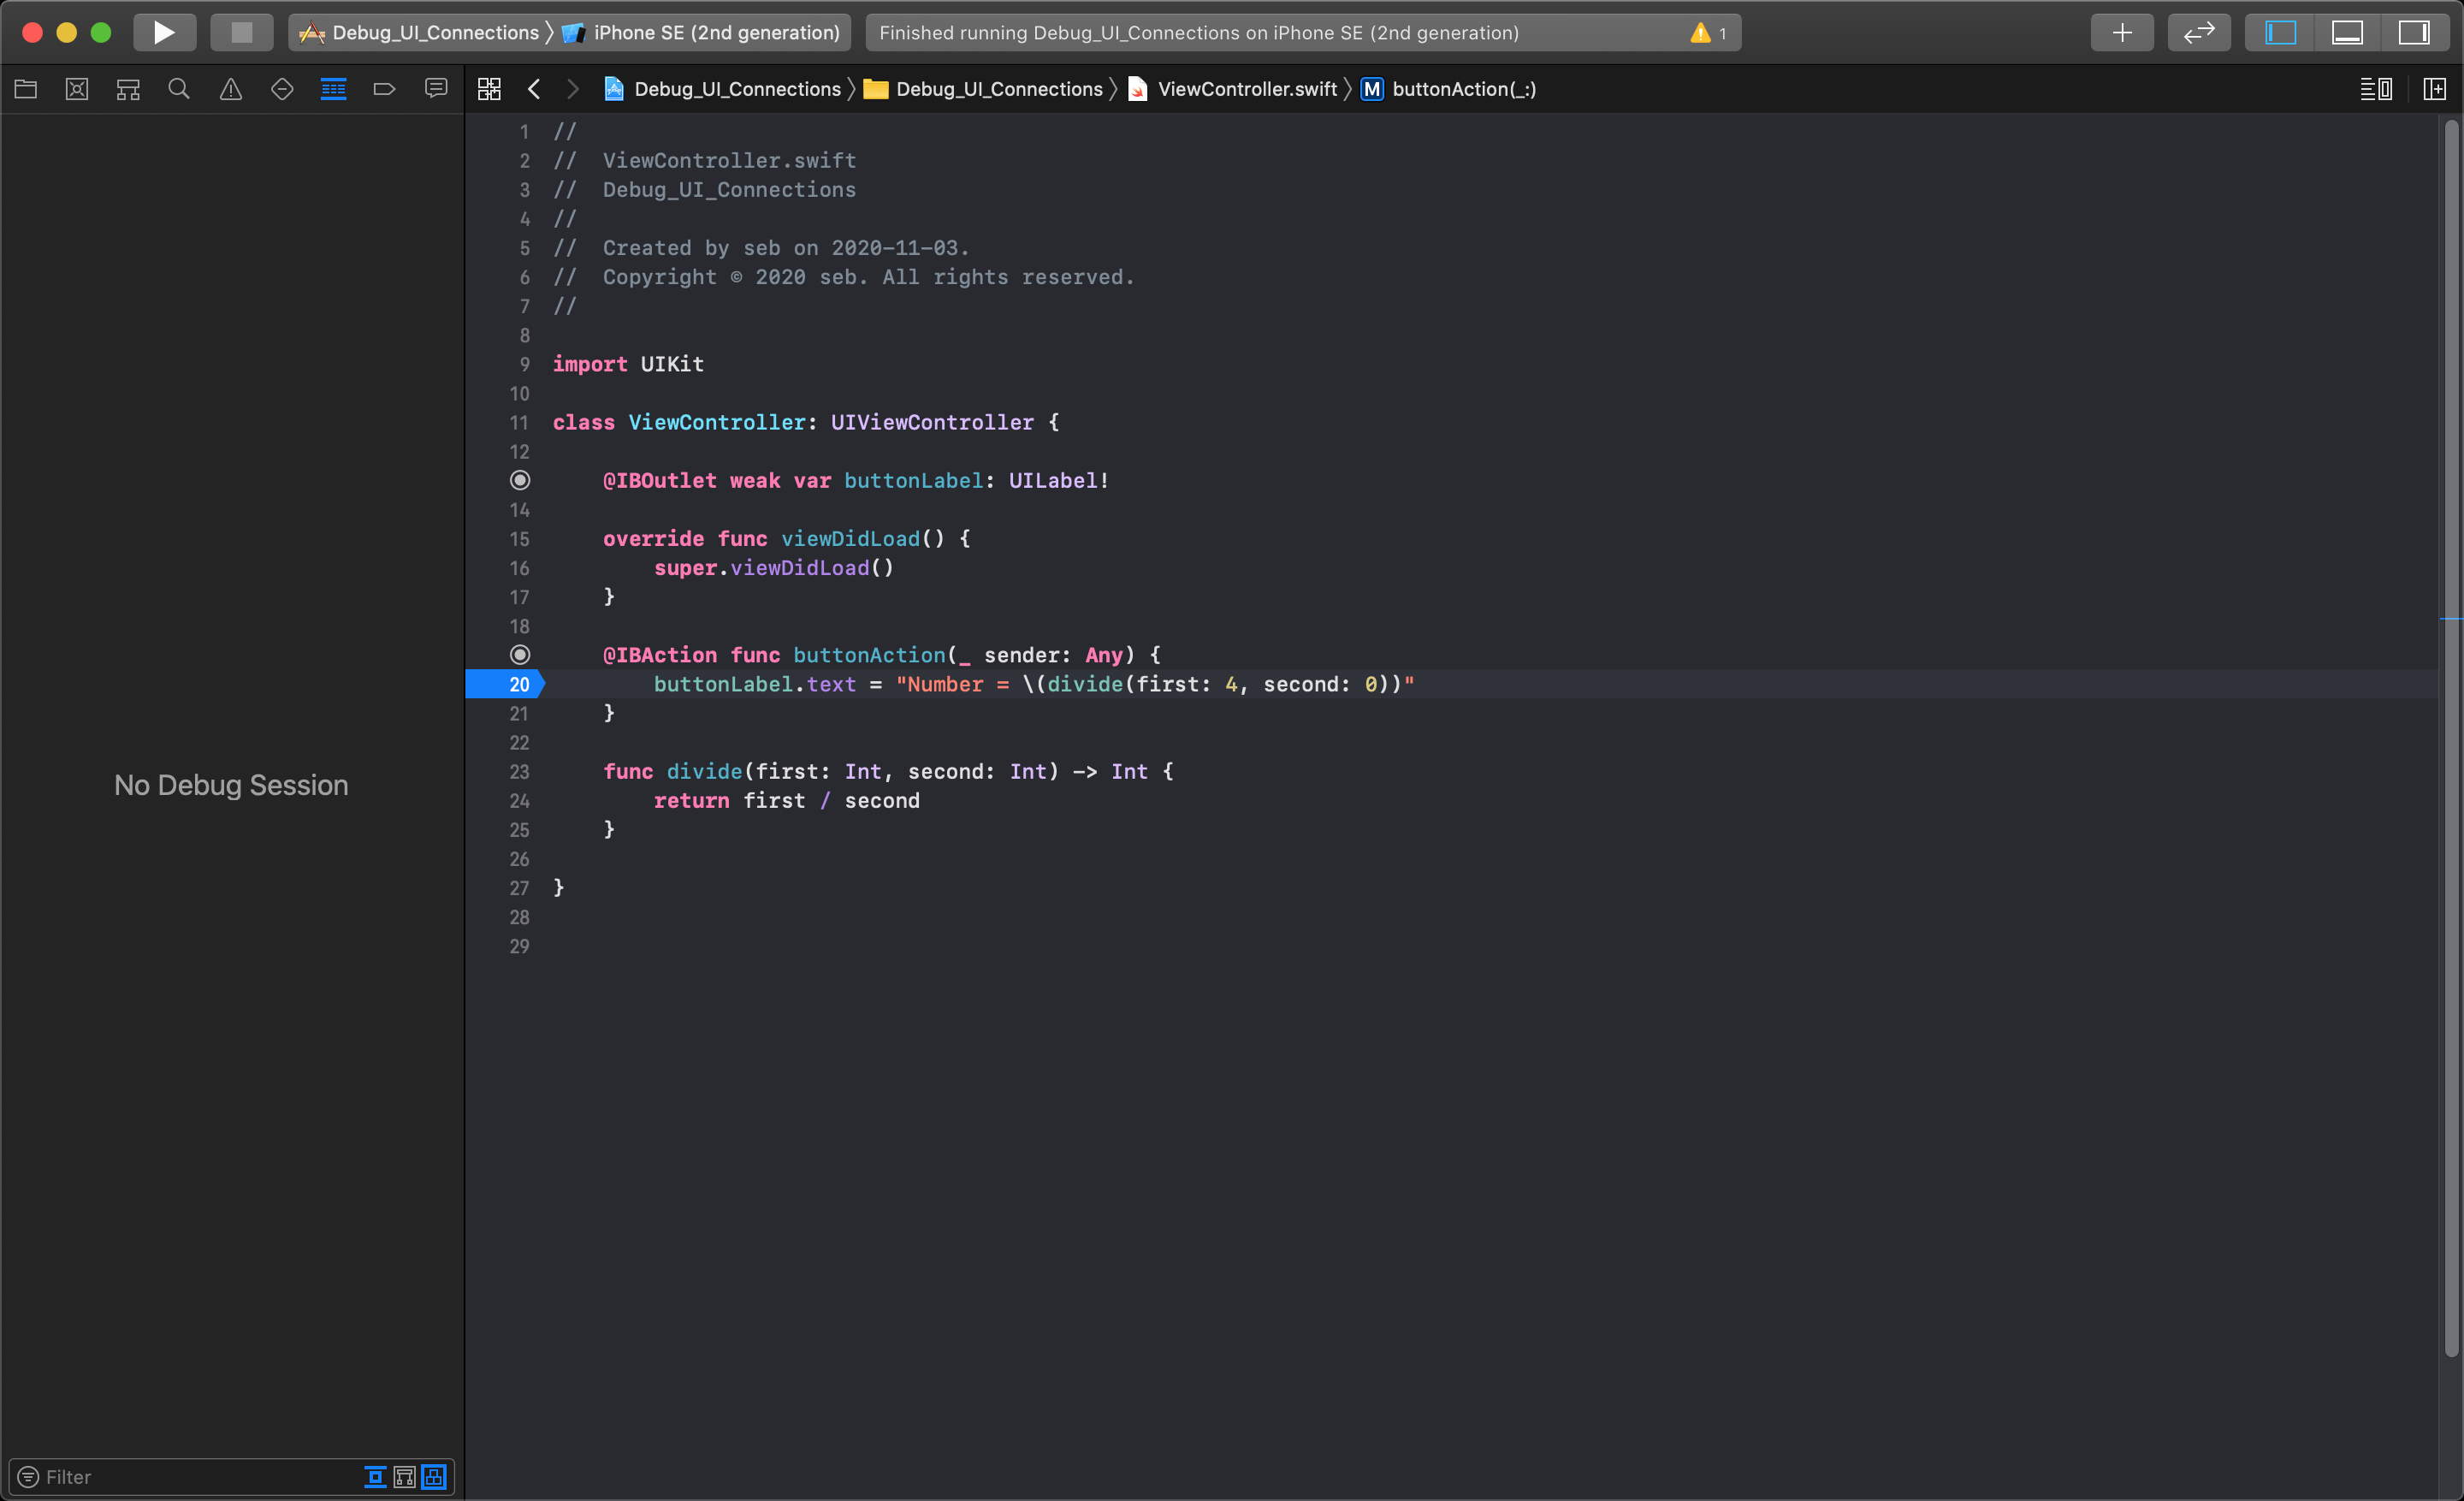 Debug_UI_Connections
iPhone SE (2nd generation)
Finished running Debug_UI_Connections on iPhone SE (2nd generation)
1
Debug_UI_Connections
Debug_UI_Connections
ViewController.swift
M
buttonAction(_:)
1 //
2 //  ViewController.swift
3 //  Debug_UI_Connections
4 //
5 //  Created by seb on 2020-11-03.
6 //  Copyright © 2020 seb. All rights reserved.
7 //
8
9 import UIKit
10
11 class ViewController: UIViewController {
12
@IBOutlet weak var buttonLabel: UILabel!
14
15 override func viewDidLoad() {
16 super.viewDidLoad()
17 }
18
@IBAction func buttonAction(_ sender: Any) {
20 buttonLabel.text = "Number = \(divide(first: 4, second: 0))"
21 }
22
23 func divide(first: Int, second: Int) -> Int {
24 return first / second
25 }
26
27 }
28
29
No Debug Session
Filter